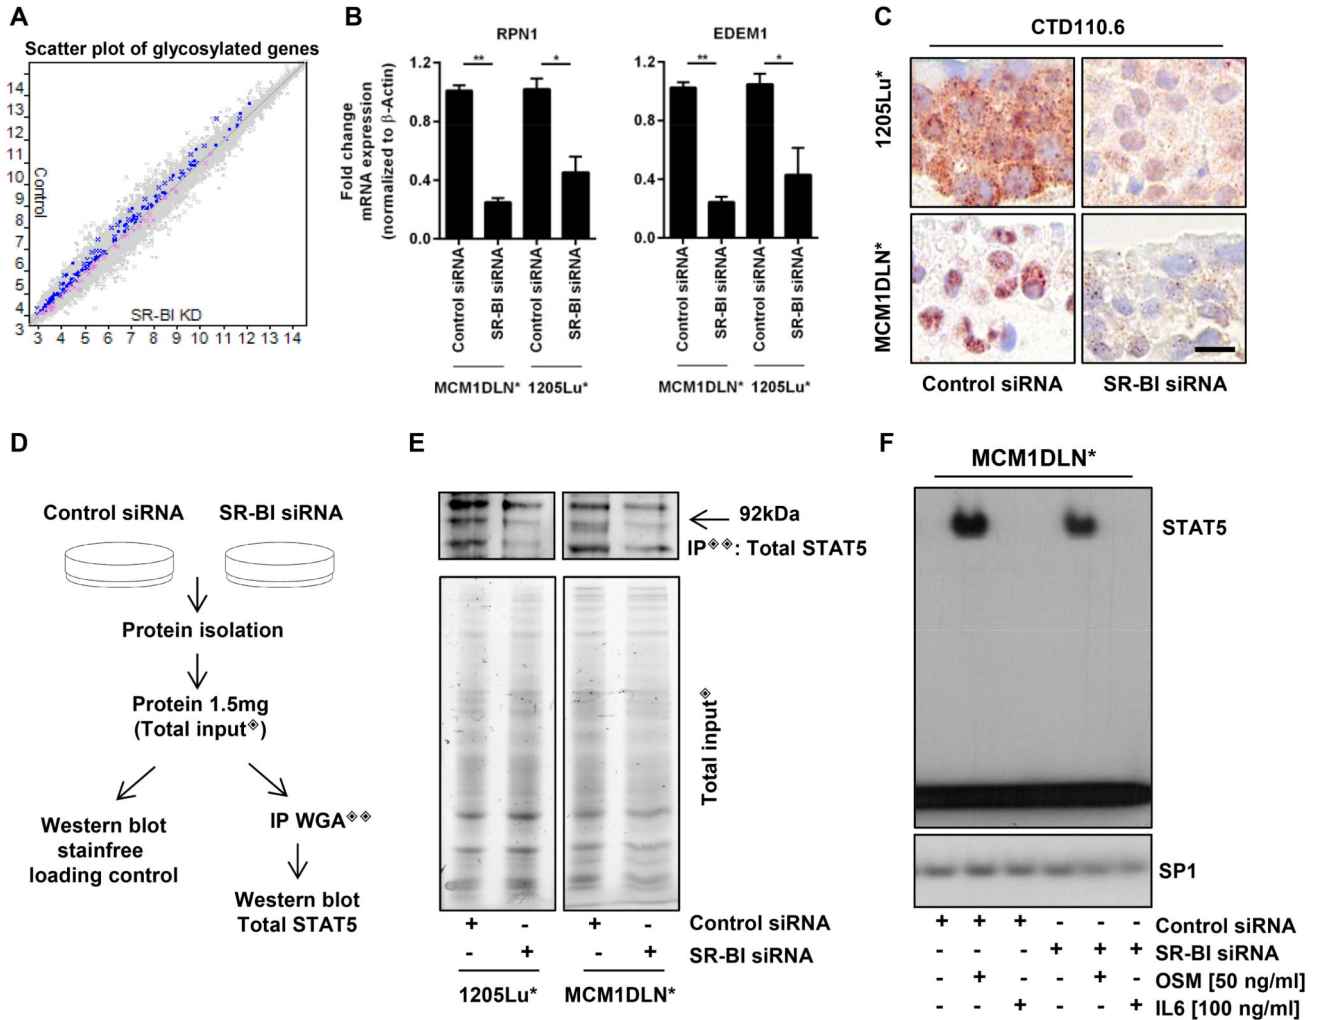 A
Scatter plot of glycosylated genes
14
13
12
11
10
9
8
7
6
5
4
3
Control
SR-BI KD
3 4 5 6 7 8 9 10 11 12 13 14
B
Fold change
mRNA expression
(normalized to β-Actin)
RPN1
1.2
0.8
0.4
0.0
** *
Control siRNA
SR-BI siRNA
Control siRNA
SR-BI siRNA
MCM1DLN* 1205Lu*
EDEM1
1.2
0.8
0.4
0.0
** *
Control siRNA
SR-BI siRNA
Control siRNA
SR-BI siRNA
MCM1DLN* 1205Lu*
C
CTD110.6
1205Lu*
MCM1DLN*
Control siRNA SR-BI siRNA
D
Control siRNA SR-BI siRNA
Protein isolation
Protein 1.5mg
(Total input◈)
Western blot
stainfree
loading control
IP WGA◈◈
Western blot
Total STAT5
E
92kDa
IP◈◈: Total STAT5
Total input◈
+ - + - Control siRNA
- + - + SR-BI siRNA
1205Lu* MCM1DLN*
F
MCM1DLN*
STAT5
SP1
+ + + - - - Control siRNA
- - - + + + SR-BI siRNA
- + - - + - OSM [50 ng/ml]
- - + - - + IL6 [100 ng/ml]